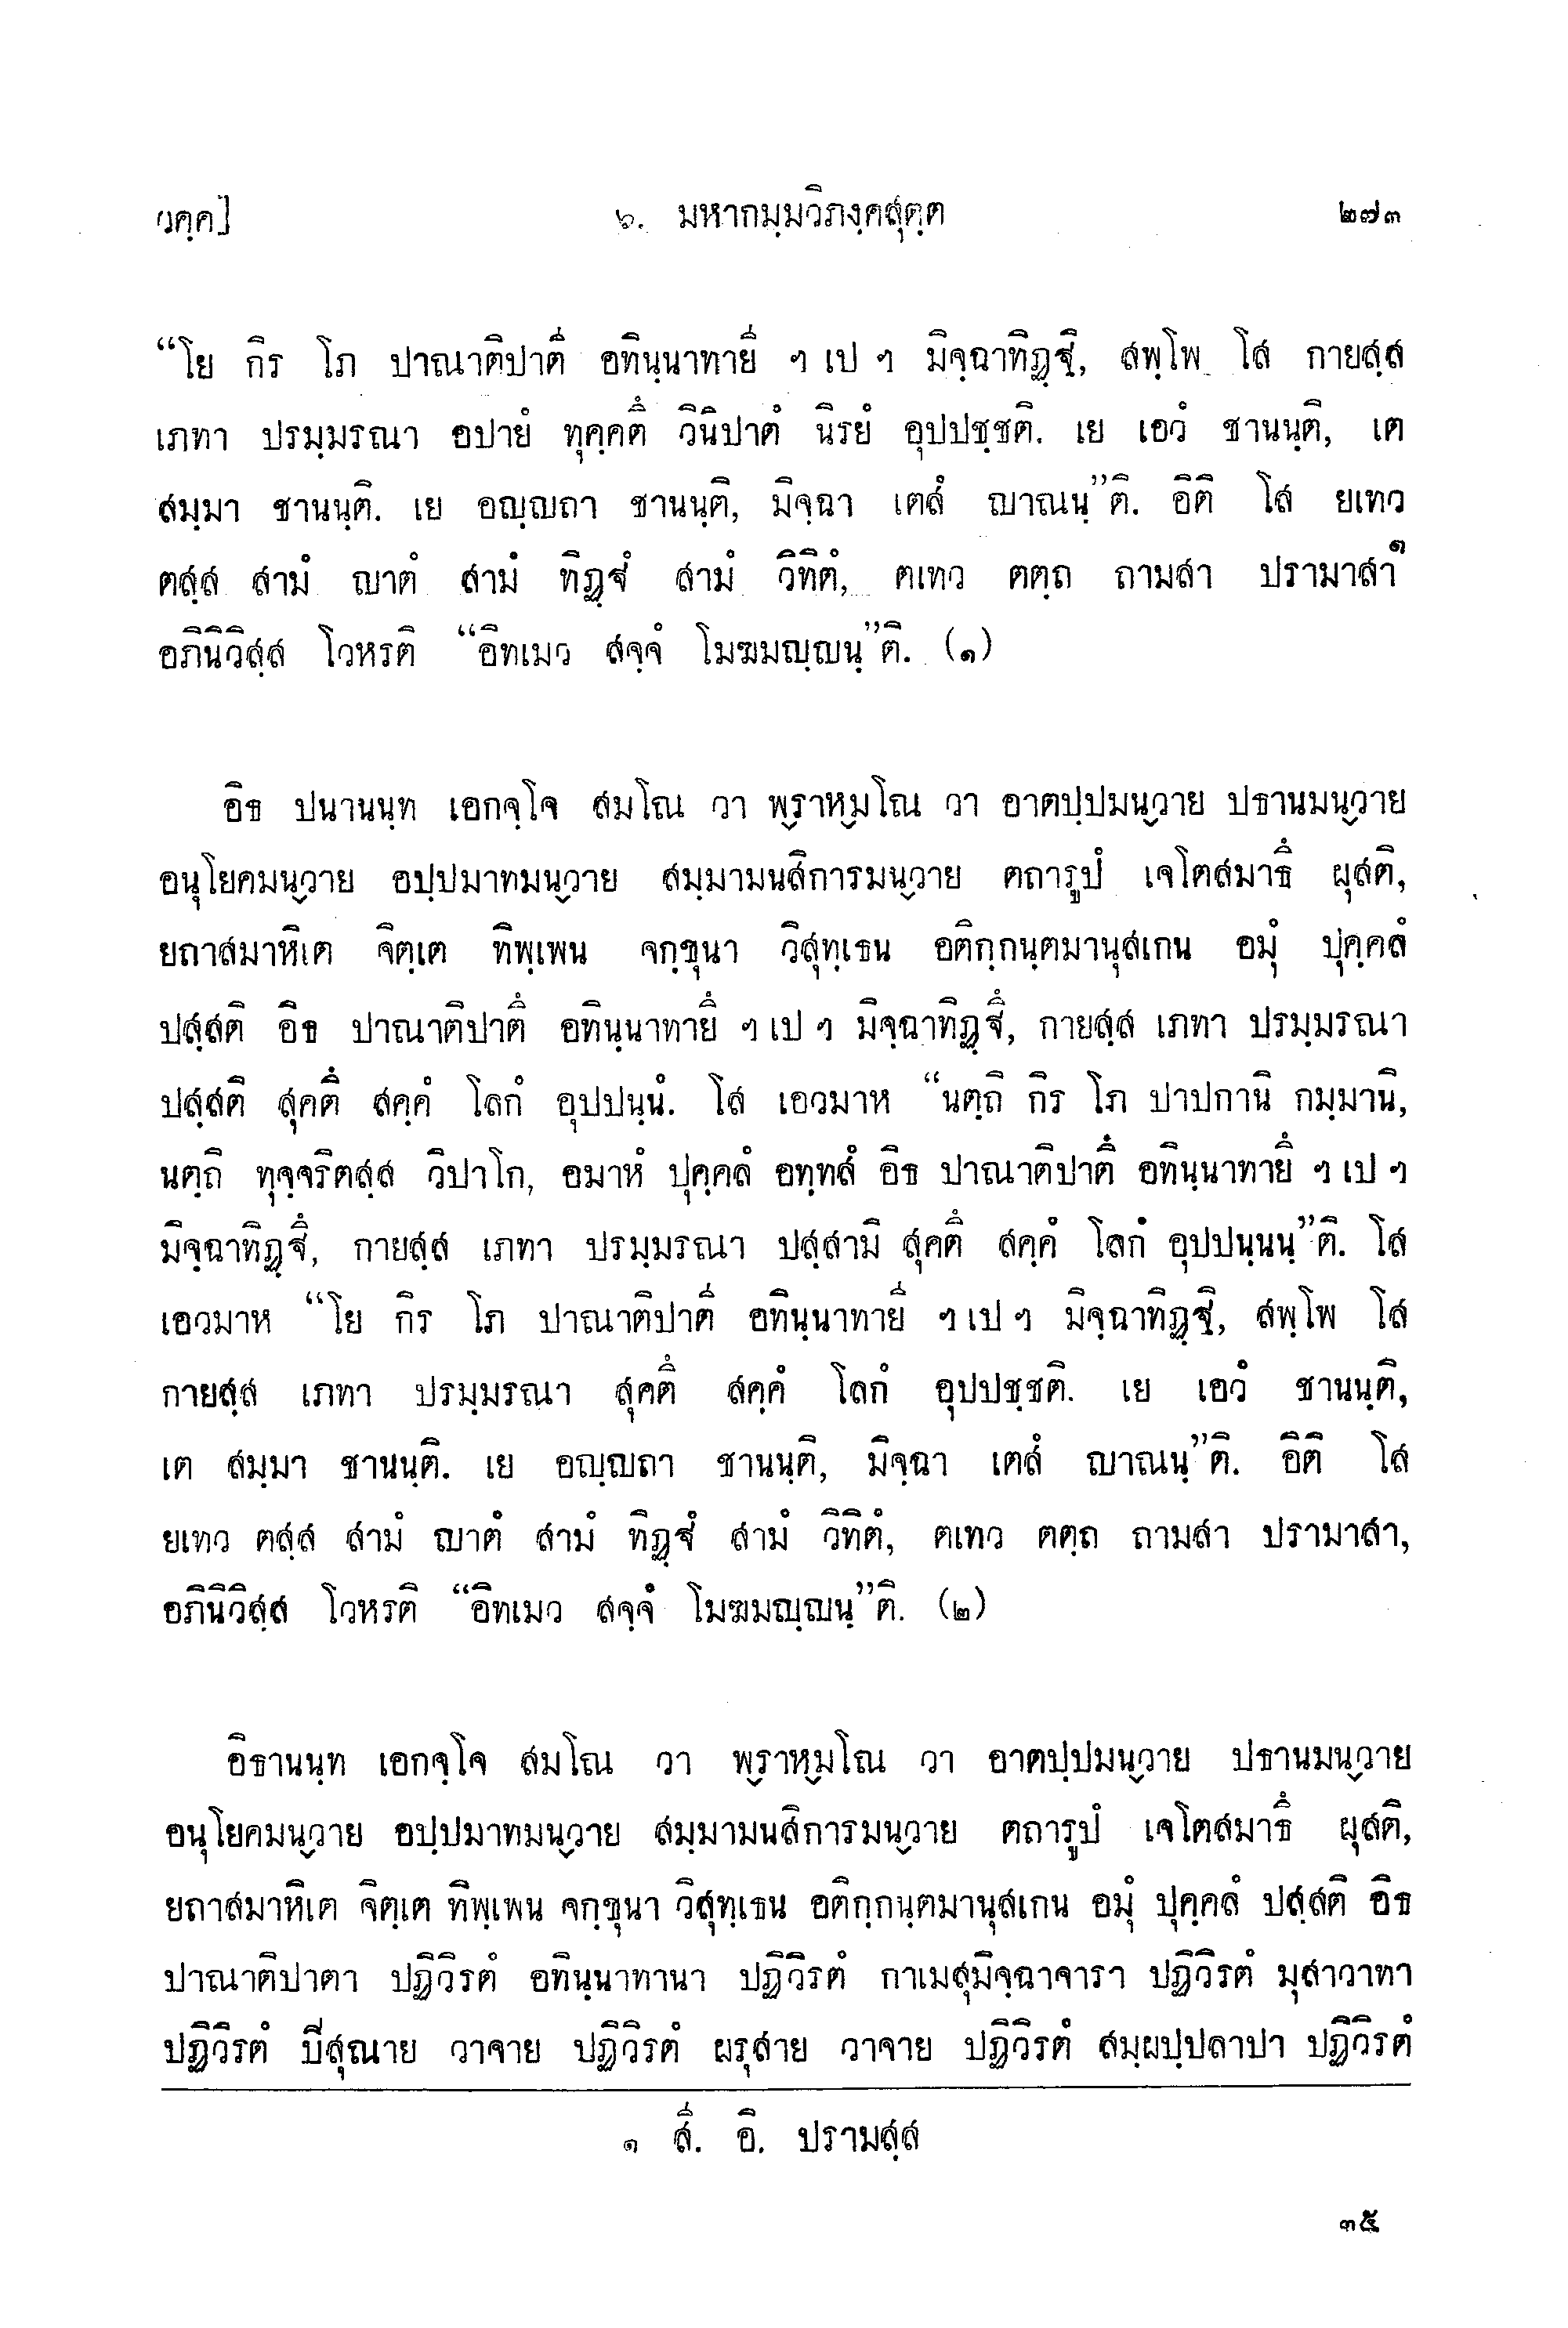 วคฺค]
๖. มหากมฺมวิภงฺคสุตฺต
๒๗๓
“โย กิร โภ ปาณาติปาตี อทินฺนาทายี ฯ เป ฯ มิจฺฉาทิฏฺฐิ, สพฺโพ โส กายสฺส
เภทา ปรมฺมรณา อปายํ ทุคฺคตึ วินิปาตํ นิรยํ อุปปชฺชติ. เย เอวํ ชานนฺติ, เต
สมฺมา ชานนฺติ. เย อญฺญถา ชานนฺติ, มิจฺฉา เตสํ ญาณนฺ”ติ. อิติ โส ยเทว
ตสฺส สามํ ญาตํ สามํ ทิฏฺฐํ สามํ วิทิตํ, ตเทว ตตฺถ ถามสา ปรามาสา๑
อภินิวิสฺส โวหรติ “อิทเมว สจฺจํ โมฆมญฺญนฺ”ติ. (๑)
อิธ ปนานนฺท เอกจฺโจ สมโณ วา พฺราหฺมโณ วา อาตปฺปมนฺวาย ปธานมนฺวาย
อนุโยคมนฺวาย อปฺปมาทมนฺวาย สมฺมามนสิการมนฺวาย ตถารูปํ เจโตสมาธึ ผุสติ,
ยถาสมาหิเต จิตฺเต ทิพฺเพน จกฺขุนา วิสุทฺเธน อติกฺกนฺตมานุสเกน อมุํ ปุคฺคลํ
ปสฺสติ อิธ ปาณาติปาตึ อทินฺนาทายึ ฯ เป ฯ มิจฺฉาทิฏฺฐึ, กายสฺส เภทา ปรมฺมรณา
ปสฺสติ สุคตึ สคฺคํ โลกํ อุปปนฺนํ. โส เอวมาห “นตฺถิ กิร โภ ปาปกานิ กมฺมานิ,
นตฺถิ ทุจฺจริตสฺส วิปาโก, อมาหํ ปุคฺคลํ อทฺทสํ อิธ ปาณาติปาตึ อทินฺนาทายึ ฯ เป ฯ
มิจฺฉาทิฏฺฐึ, กายสฺส เภทา ปรมฺมรณา ปสฺสามิ สุคตึ สคฺคํ โลกํ อุปปนฺนนฺ”ติ. โส
เอวมาห “โย กิร โภ ปาณาติปาตี อทินฺนาทายี ฯ เป ฯ มิจฺฉาทิฏฺฐิ, สพฺโพ โส
กายสฺส เภทา ปรมฺมรณา สุคตึ สคฺคํ โลกํ อุปปชฺชติ. เย เอวํ ชานนฺติ,
เต สมฺมา ชานนฺติ. เย อญฺญถา ชานนฺติ, มิจฺฉา เตสํ ญาณนฺ”ติ. อิติ โส
ยเทว ตสฺส สามํ ญาตํ สามํ ทิฏฺฐํ สามํ วิทิตํ, ตเทว ตตฺถ ถามสา ปรามาสา,
อภินิวิสฺส โวหรติ “อิทเมว สจฺจํ โมฆมญฺญนฺ”ติ. (๒)
อิธานนฺท เอกจฺโจ สมโณ วา พฺราหฺมโณ วา อาตปฺปมนฺวาย ปธานมนฺวาย
อนุโยคมนฺวาย อปฺปมาทมนฺวาย สมฺมามนสิการมนฺวาย ตถารูปํ เจโตสมาธึ ผุสติ,
ยถาสมาหิเต จิตฺเต ทิพฺเพน จกฺขุนา วิสุทฺเธน อติกฺกนฺตมานุสเกน อมุํ ปุคฺคลํ ปสฺสติ อิธ
ปาณาติปาตา ปฏิวิรตํ อทินฺนาทานา ปฏิวิรตํ กาเมสุมิจฺฉาจารา ปฏิวิรตํ มุสาวาทา
ปฏิวิรตํ ปิสุณาย วาจาย ปฏิวิรตํ ผรุสาย วาจาย ปฏิวิรตํ สมฺผปฺปลาปา ปฏิวิรตํ
๑ สี. อิ. ปรามสฺส
๓๕